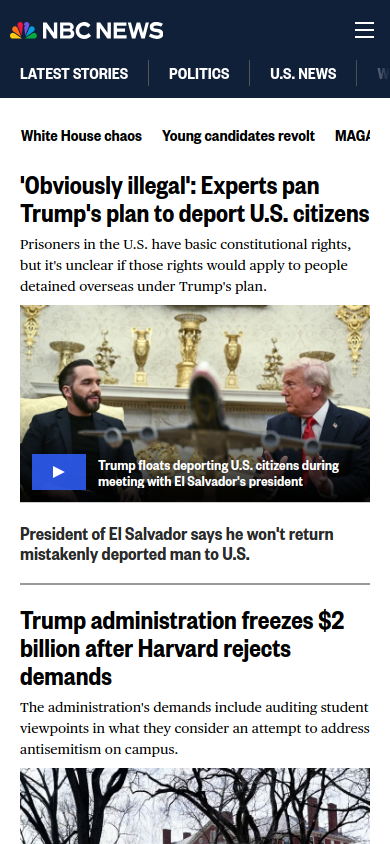 NBC NEWS
LATEST STORIES
POLITICS
U.S. NEWS
White House chaos
Young candidates revolt
MAGA
'Obviously illegal': Experts pan
Trump's plan to deport U.S. citizens
Prisoners in the U.S. have basic constitutional rights,
but it's unclear if those rights would apply to people
detained overseas under Trump's plan.
Trump floats deporting U.S. citizens during
meeting with El Salvador's president
President of El Salvador says he won't return
mistakenly deported man to U.S.
Trump administration freezes $2
billion after Harvard rejects
demands
The administration's demands include auditing student
viewpoints in what they consider an attempt to address
antisemitism on campus.